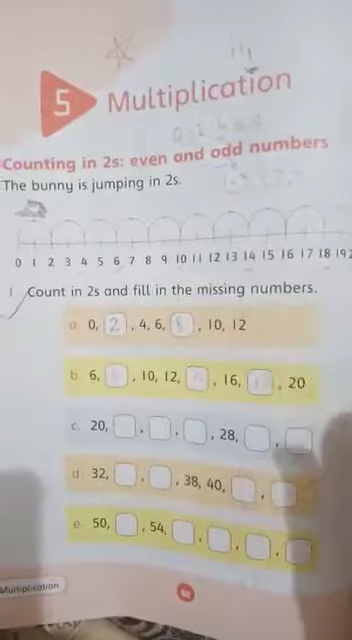 5 Multiplication
Counting in 2s: even and odd numbers
The bunny is jumping in 2s.
0 1 2 3 4 5 6 7 8 9 10 11 12 13 14 15 16 17 18 19
1. Count in 2s and fill in the missing numbers.
a. 0, 2, 4, 6, 8, 10, 12
b. 6, , 10, 12, , 16, , 20
c. 20, , , , 28, ,
d. 32, , , 38, 40, ,
e. 50, , 54, , , ,
Multiplication